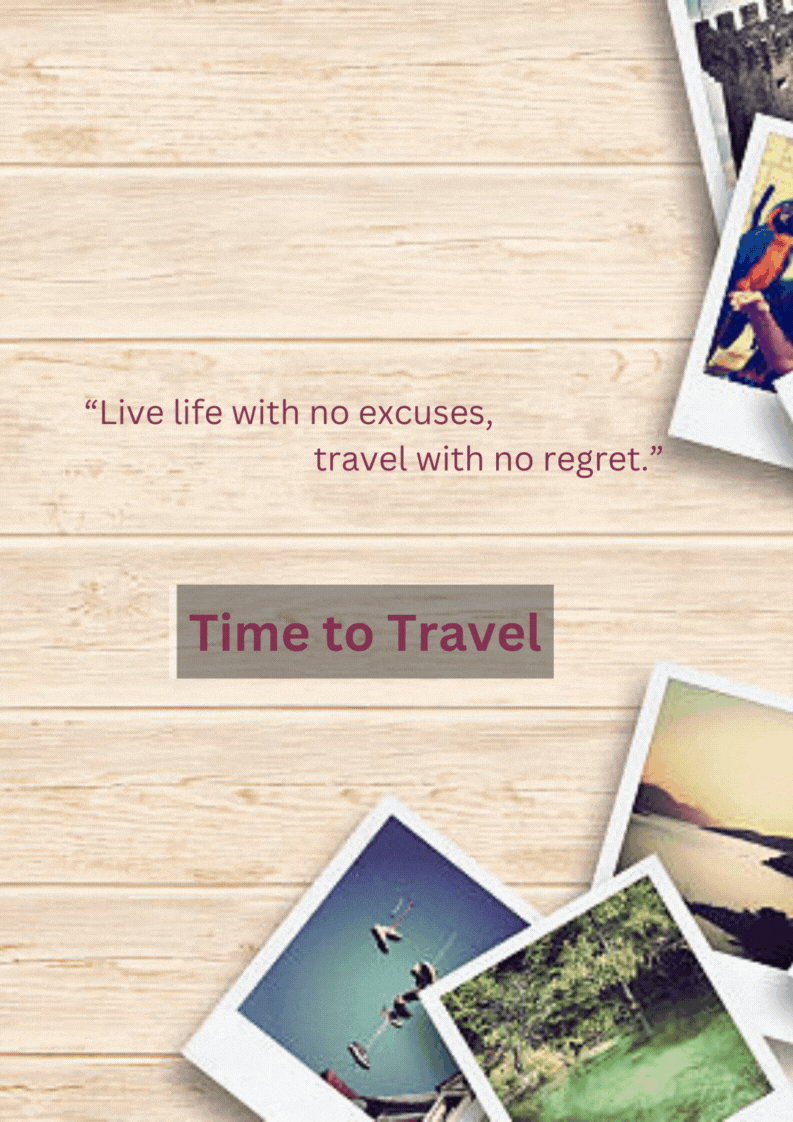 “Live life with no excuses,
travel with no regret.”
Time to Travel